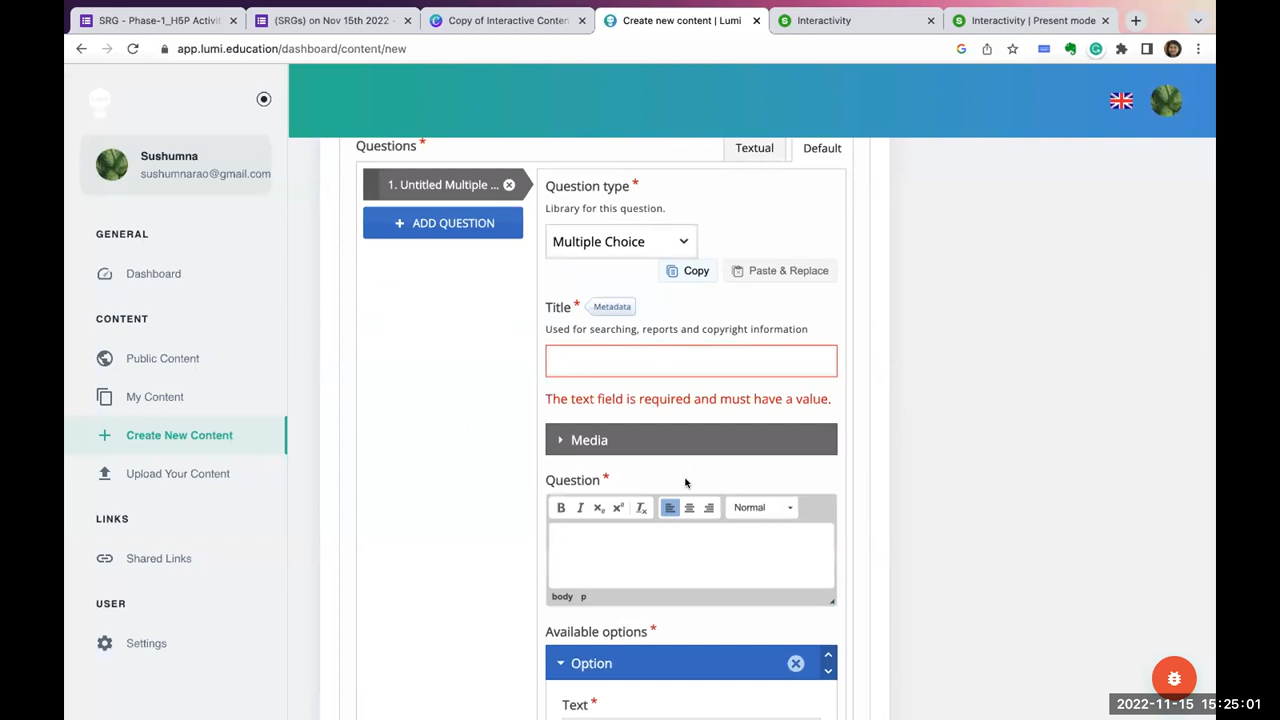 SRG - Phase-1_H5P Activi
(SRGs) on Nov 15th 2022 -
Copy of Interactive Conten
Create new content | Lumi
Interactivity
Interactivity | Present mode
app.lumi.education/dashboard/content/new
Sushumna
sushumnarao@gmail.com
GENERAL
Dashboard
CONTENT
Public Content
My Content
Create New Content
Upload Your Content
LINKS
Shared Links
USER
Settings
Questions *
Textual
Default
1. Untitled Multiple ...
+ ADD QUESTION
Question type *
Library for this question.
Multiple Choice
Copy
Paste & Replace
Title * Metadata
Used for searching, reports and copyright information
The text field is required and must have a value.
Media
Question *
B I x₂ x² Tx Normal
body p
Available options *
Option
Text *
2022-11-15 15:25:01